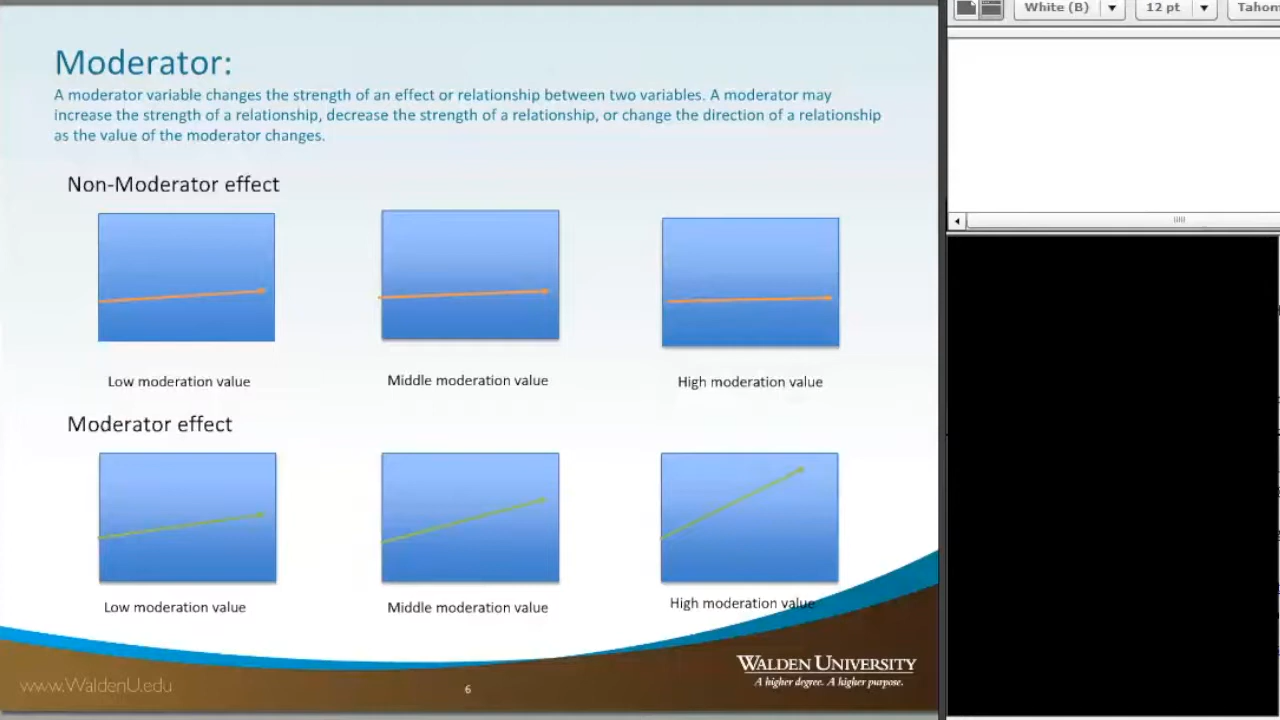 White (B)
12 pt
Moderator:
A moderator variable changes the strength of an effect or relationship between two variables. A moderator may
increase the strength of a relationship, decrease the strength of a relationship, or change the direction of a relationship
as the value of the moderator changes.
Non-Moderator effect
Low moderation value
Middle moderation value
High moderation value
Moderator effect
Low moderation value
Middle moderation value
High moderation value
WALDEN UNIVERSITY
A higher degree. A higher purpose.
www.WaldenU.edu
6